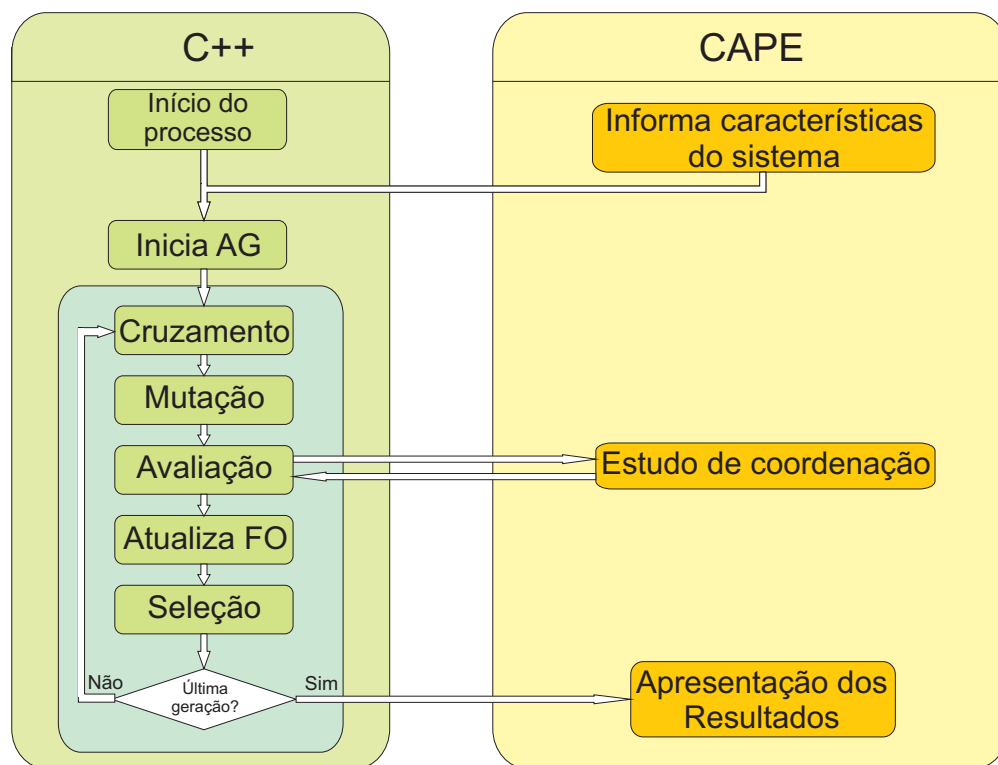 C++
CAPE
Início do
processo
Informa características
do sistema
Inicia AG
Cruzamento
Mutação
Avaliação
Estudo de coordenação
Atualiza FO
Seleção
Não
Última
geração?
Sim
Apresentação dos
Resultados